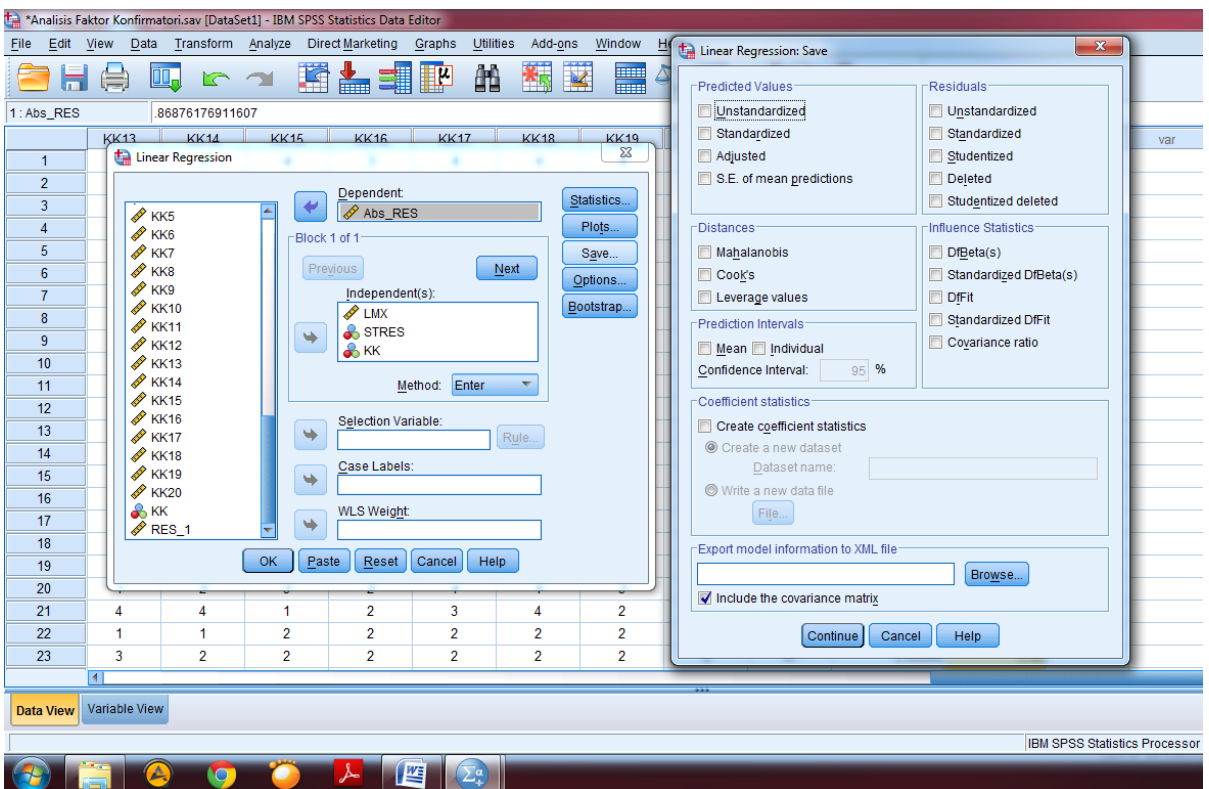 *Analisis Faktor Konfirmatori.sav [DataSet1] - IBM SPSS Statistics Data Editor
File Edit View Data Transform Analyze Direct Marketing Graphs Utilities Add-ons Window
1 : Abs_RES .86876176911607
KK13 KK14 KK15 KK16 KK17 KK18 KK19 var
1
2
3
4
5
6
7
8
9
10
11
12
13
14
15
16
17
18
19
20
21 4 4 1 2 3 4 2
22 1 1 2 2 2 2 2
23 3 2 2 2 2 2 2
Linear Regression
KK5
KK6
KK7
KK8
KK9
KK10
KK11
KK12
KK13
KK14
KK15
KK16
KK17
KK18
KK19
KK20
KK
RES_1
Dependent:
Abs_RES
Block 1 of 1
Previous Next
Independent(s):
LMX
STRES
KK
Method: Enter
Selection Variable:
Rule...
Case Labels:
WLS Weight:
Statistics...
Plots...
Save...
Options...
Bootstrap...
OK Paste Reset Cancel Help
Linear Regression: Save
Predicted Values
Unstandardized
Standardized
Adjusted
S.E. of mean predictions
Residuals
Unstandardized
Standardized
Studentized
Deleted
Studentized deleted
Distances
Mahalanobis
Cook's
Leverage values
Influence Statistics
DfBeta(s)
Standardized DfBeta(s)
DfFit
Standardized DfFit
Covariance ratio
Prediction Intervals
Mean Individual
Confidence Interval: 95 %
Coefficient statistics
Create coefficient statistics
Create a new dataset
Dataset name:
Write a new data file
File...
Export model information to XML file
Browse...
Include the covariance matrix
Continue Cancel Help
Data View Variable View
IBM SPSS Statistics Processor